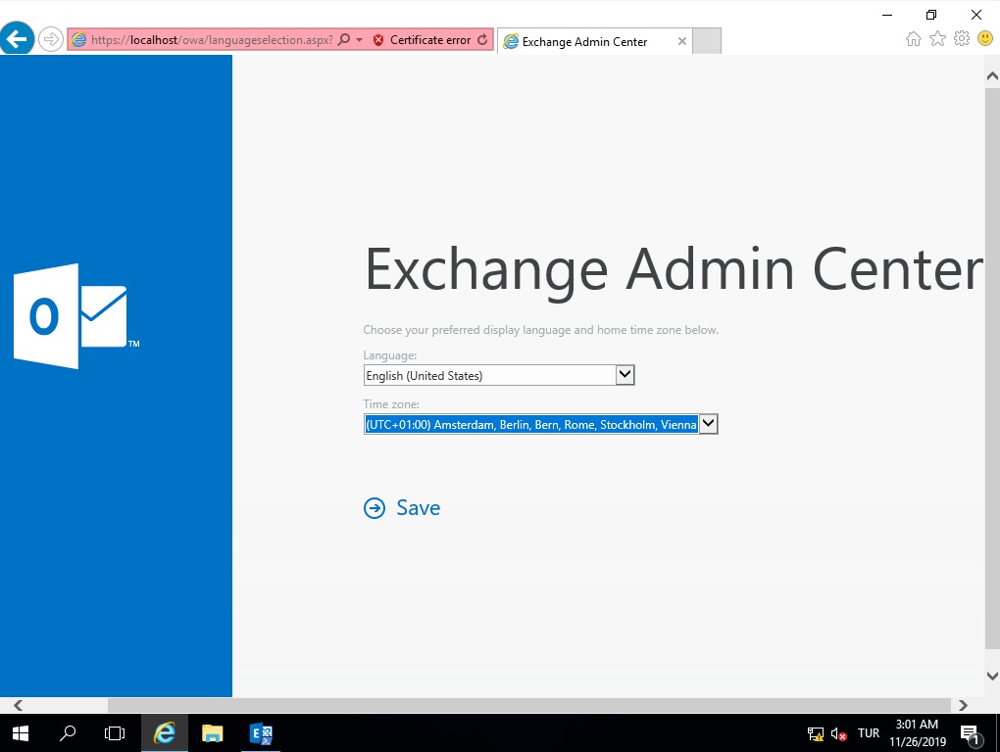 https://localhost/owa/languageselection.aspx?
Certificate error
Exchange Admin Center
Exchange Admin Center
Choose your preferred display language and home time zone below.
Language:
English (United States)
Time zone:
(UTC+01:00) Amsterdam, Berlin, Bern, Rome, Stockholm, Vienna
Save
TM
TUR
3:01 AM
11/26/2019
1